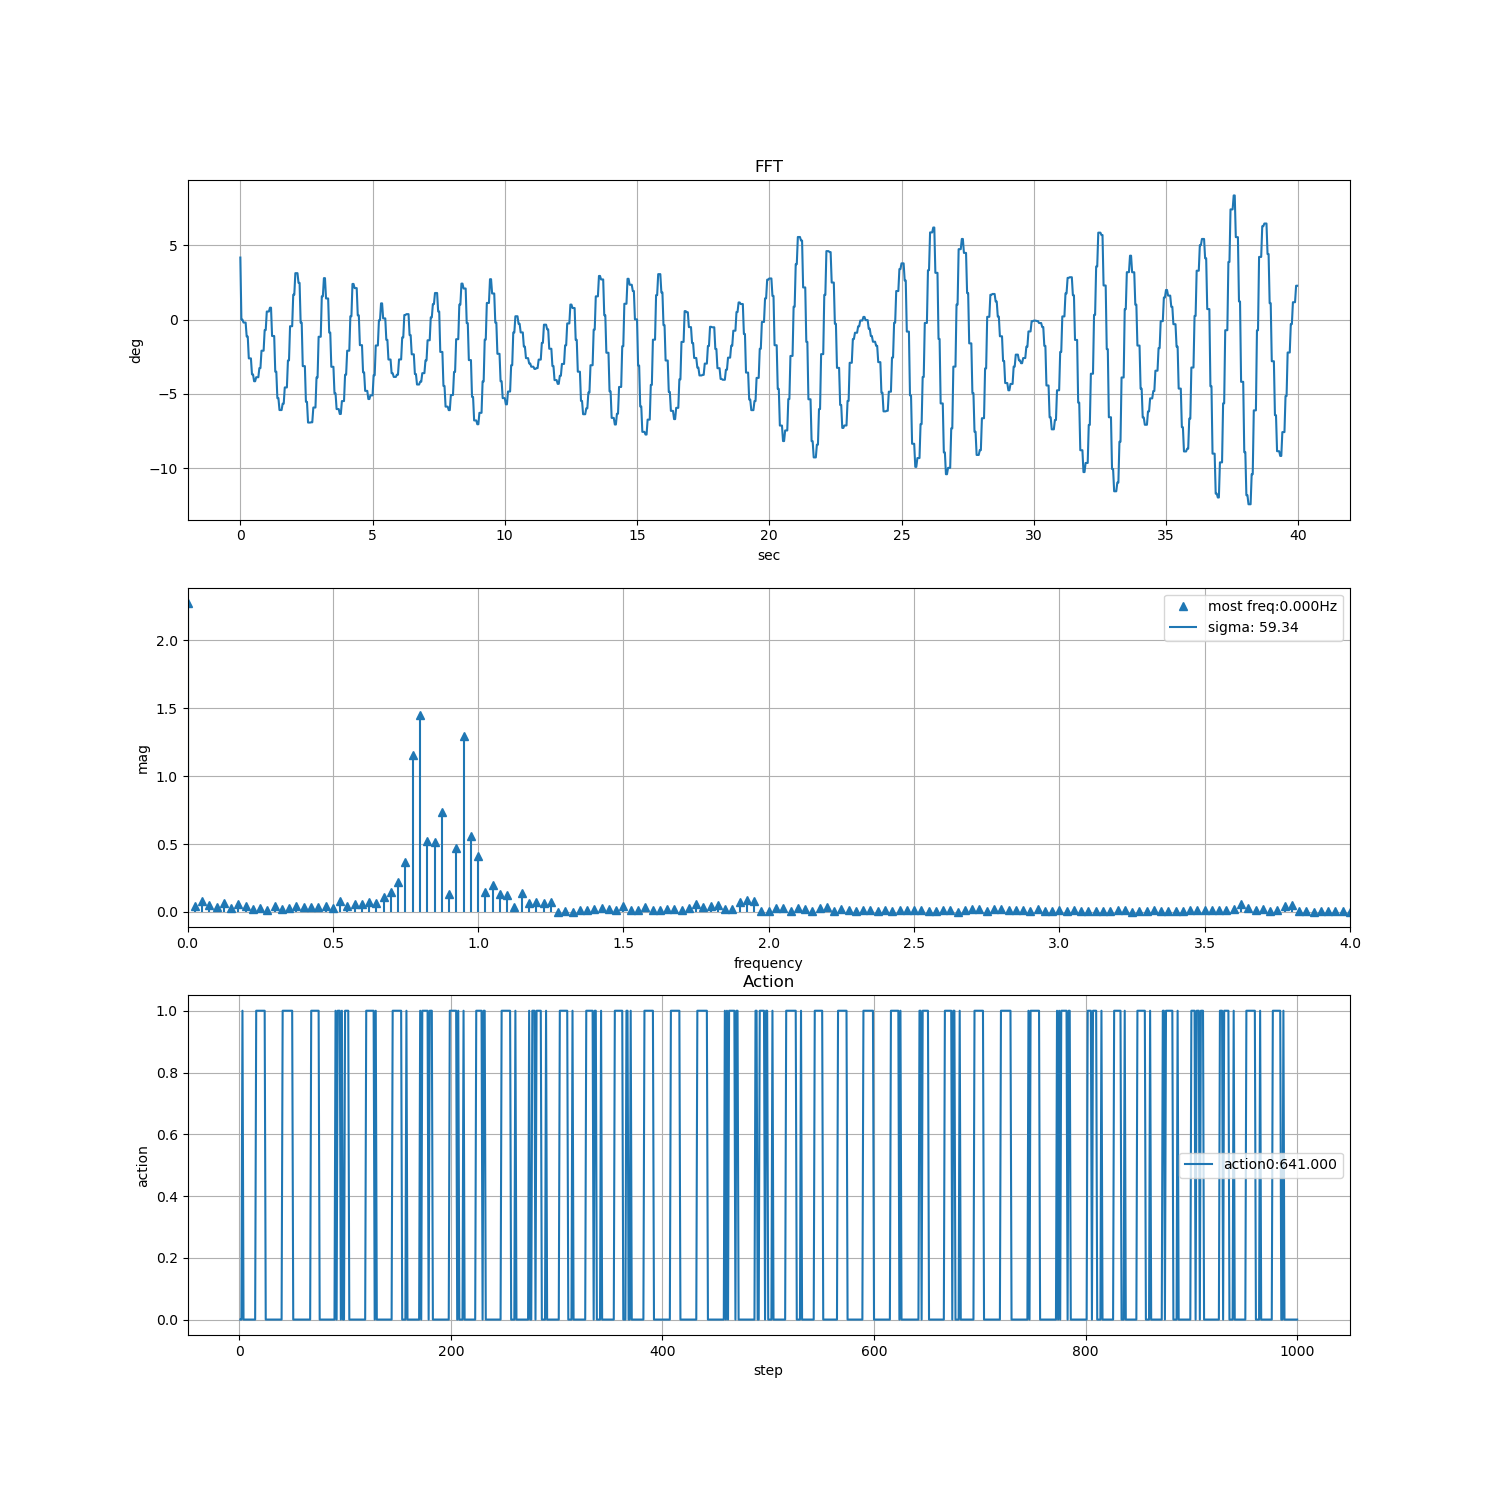 FFT
5
0
−5
−10
deg
0 5 10 15 20 25 30 35 40
sec
most freq:0.000Hz
sigma: 59.34
2.0
1.5
1.0
0.5
0.0
mag
0.0 0.5 1.0 1.5 2.0 2.5 3.0 3.5 4.0
frequency
Action
1.0
0.8
0.6
0.4
0.2
0.0
action
action0:641.000
0 200 400 600 800 1000
step